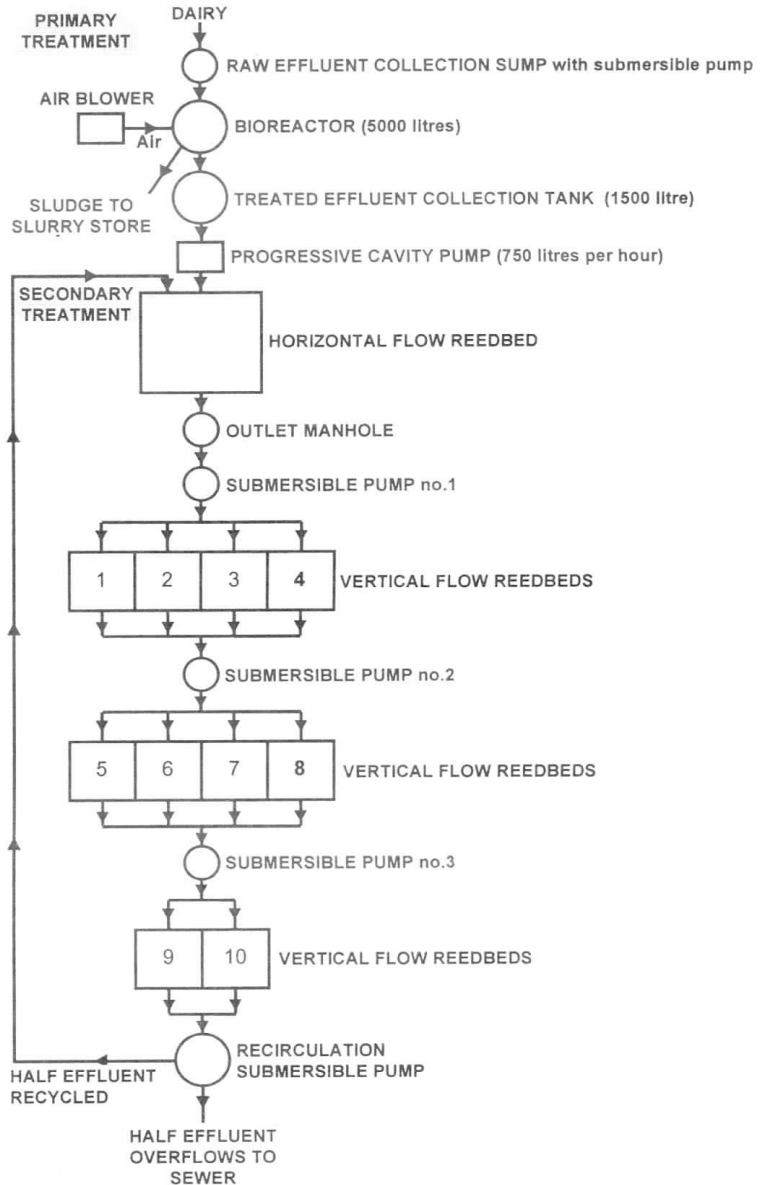 PRIMARY
TREATMENT
DAIRY
RAW EFFLUENT COLLECTION SUMP with submersible pump
AIR BLOWER
Air
BIOREACTOR (5000 litres)
SLUDGE TO
SLURRY STORE
TREATED EFFLUENT COLLECTION TANK (1500 litre)
PROGRESSIVE CAVITY PUMP (750 litres per hour)
SECONDARY
TREATMENT
HORIZONTAL FLOW REEDBED
OUTLET MANHOLE
SUBMERSIBLE PUMP no.1
1 2 3 4 VERTICAL FLOW REEDBEDS
SUBMERSIBLE PUMP no.2
5 6 7 8 VERTICAL FLOW REEDBEDS
SUBMERSIBLE PUMP no.3
9 10 VERTICAL FLOW REEDBEDS
RECIRCULATION
SUBMERSIBLE PUMP
HALF EFFLUENT
RECYCLED
HALF EFFLUENT
OVERFLOWS TO
SEWER